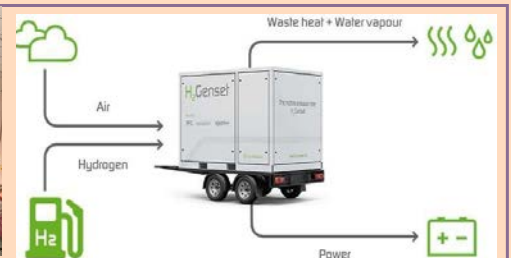 Waste heat + Water vapour
Air
H2Genset
Hydrogen
H2
Power
+ -